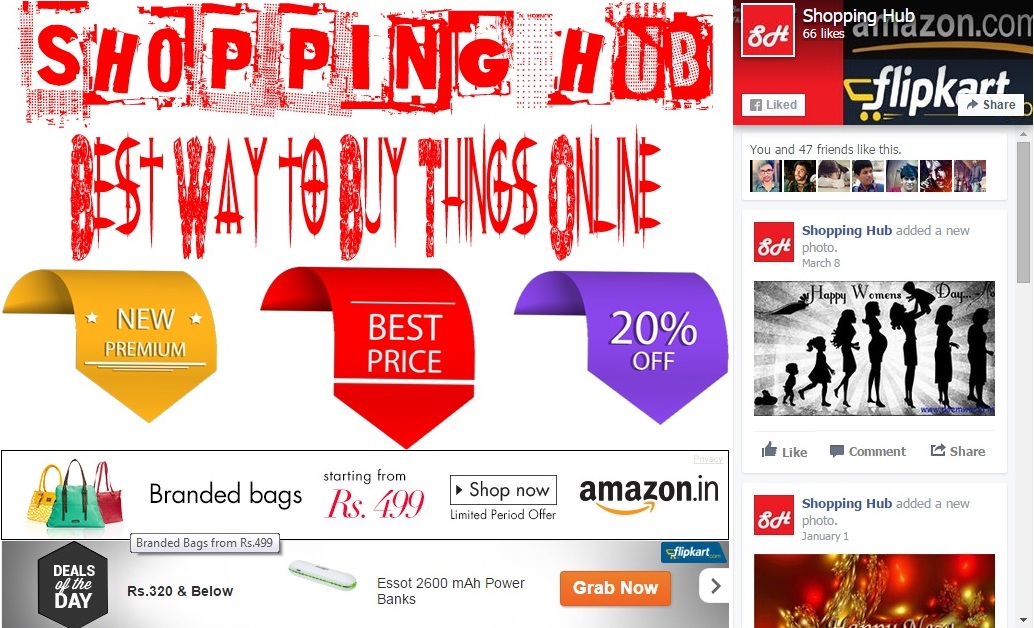 SHOPPING HUB
BEST WAY TO BUY THINGS ONLINE
NEW
PREMIUM
BEST
PRICE
20%
OFF
Privacy
Branded bags
starting from
Rs. 499
Shop now
Limited Period Offer
amazon.in
Branded Bags from Rs.499
DEALS
of the
DAY
Rs.320 & Below
Essot 2600 mAh Power
Banks
flipkart.com
Grab Now
SH
Shopping Hub
66 likes
amazon.com
flipkart
Liked
Share
You and 47 friends like this.
SH
Shopping Hub added a new
photo.
March 8
Happy Womens Day...
Like
Comment
Share
SH
Shopping Hub added a new
photo.
January 1
Happy New